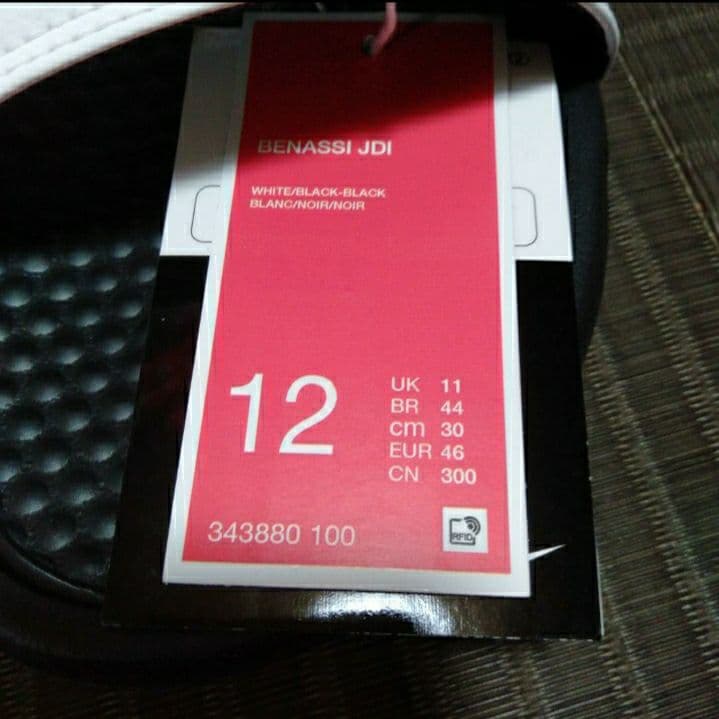 BENASSI JDI
WHITE/BLACK-BLACK
BLANC/NOIR/NOIR
12
UK 11
BR 44
cm 30
EUR 46
CN 300
343880 100
RFID